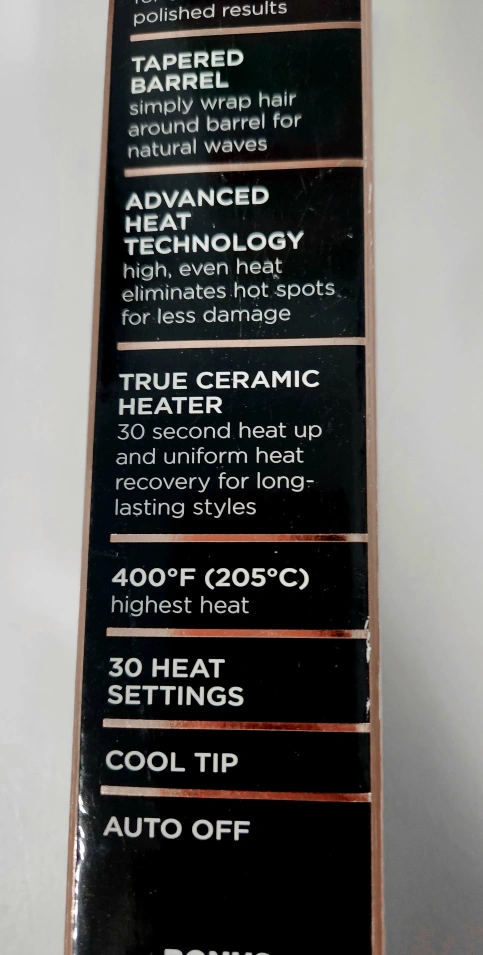 polished results
TAPERED
BARREL
simply wrap hair
around barrel for
natural waves
ADVANCED
HEAT
TECHNOLOGY
high, even heat
eliminates hot spots
for less damage
TRUE CERAMIC
HEATER
30 second heat up
and uniform heat
recovery for long-
lasting styles
400°F (205°C)
highest heat
30 HEAT
SETTINGS
COOL TIP
AUTO OFF
BONUS